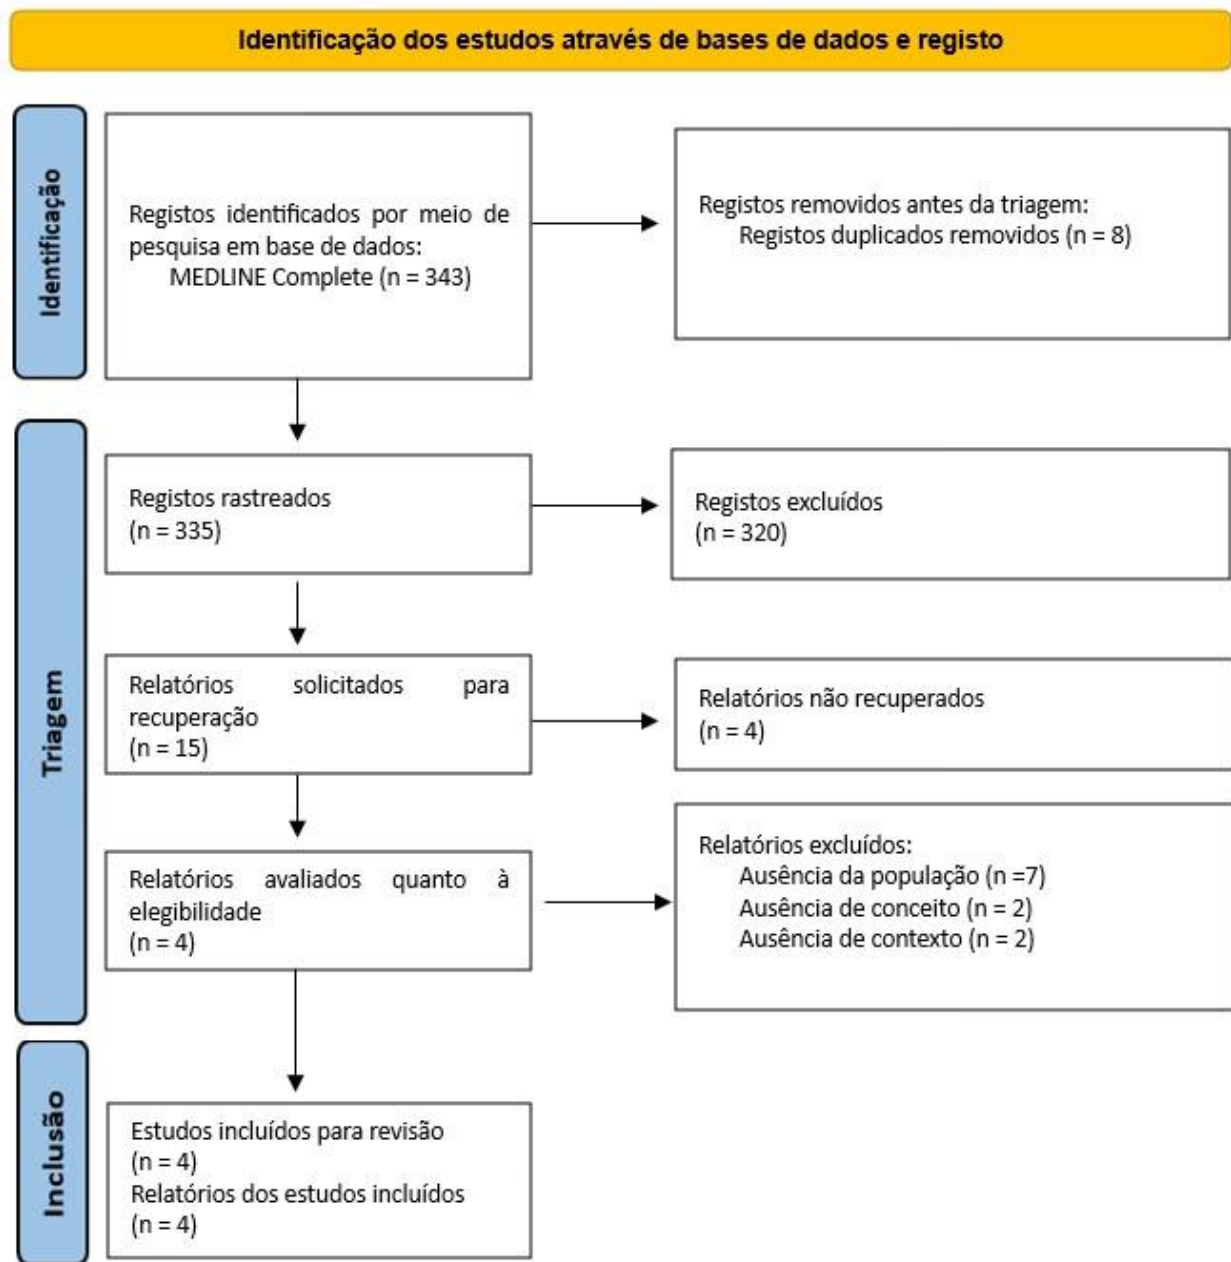 Identificação dos estudos através de bases de dados e registo
Identificação
Registos identificados por meio de
pesquisa em base de dados:
MEDLINE Complete (n = 343)
Registos removidos antes da triagem:
Registos duplicados removidos (n = 8)
Triagem
Registos rastreados
(n = 335)
Registos excluídos
(n = 320)
Relatórios solicitados para
recuperação
(n = 15)
Relatórios não recuperados
(n = 4)
Relatórios avaliados quanto à
elegibilidade
(n = 4)
Relatórios excluídos:
Ausência da população (n =7)
Ausência de conceito (n = 2)
Ausência de contexto (n = 2)
Inclusão
Estudos incluídos para revisão
(n = 4)
Relatórios dos estudos incluídos
(n = 4)